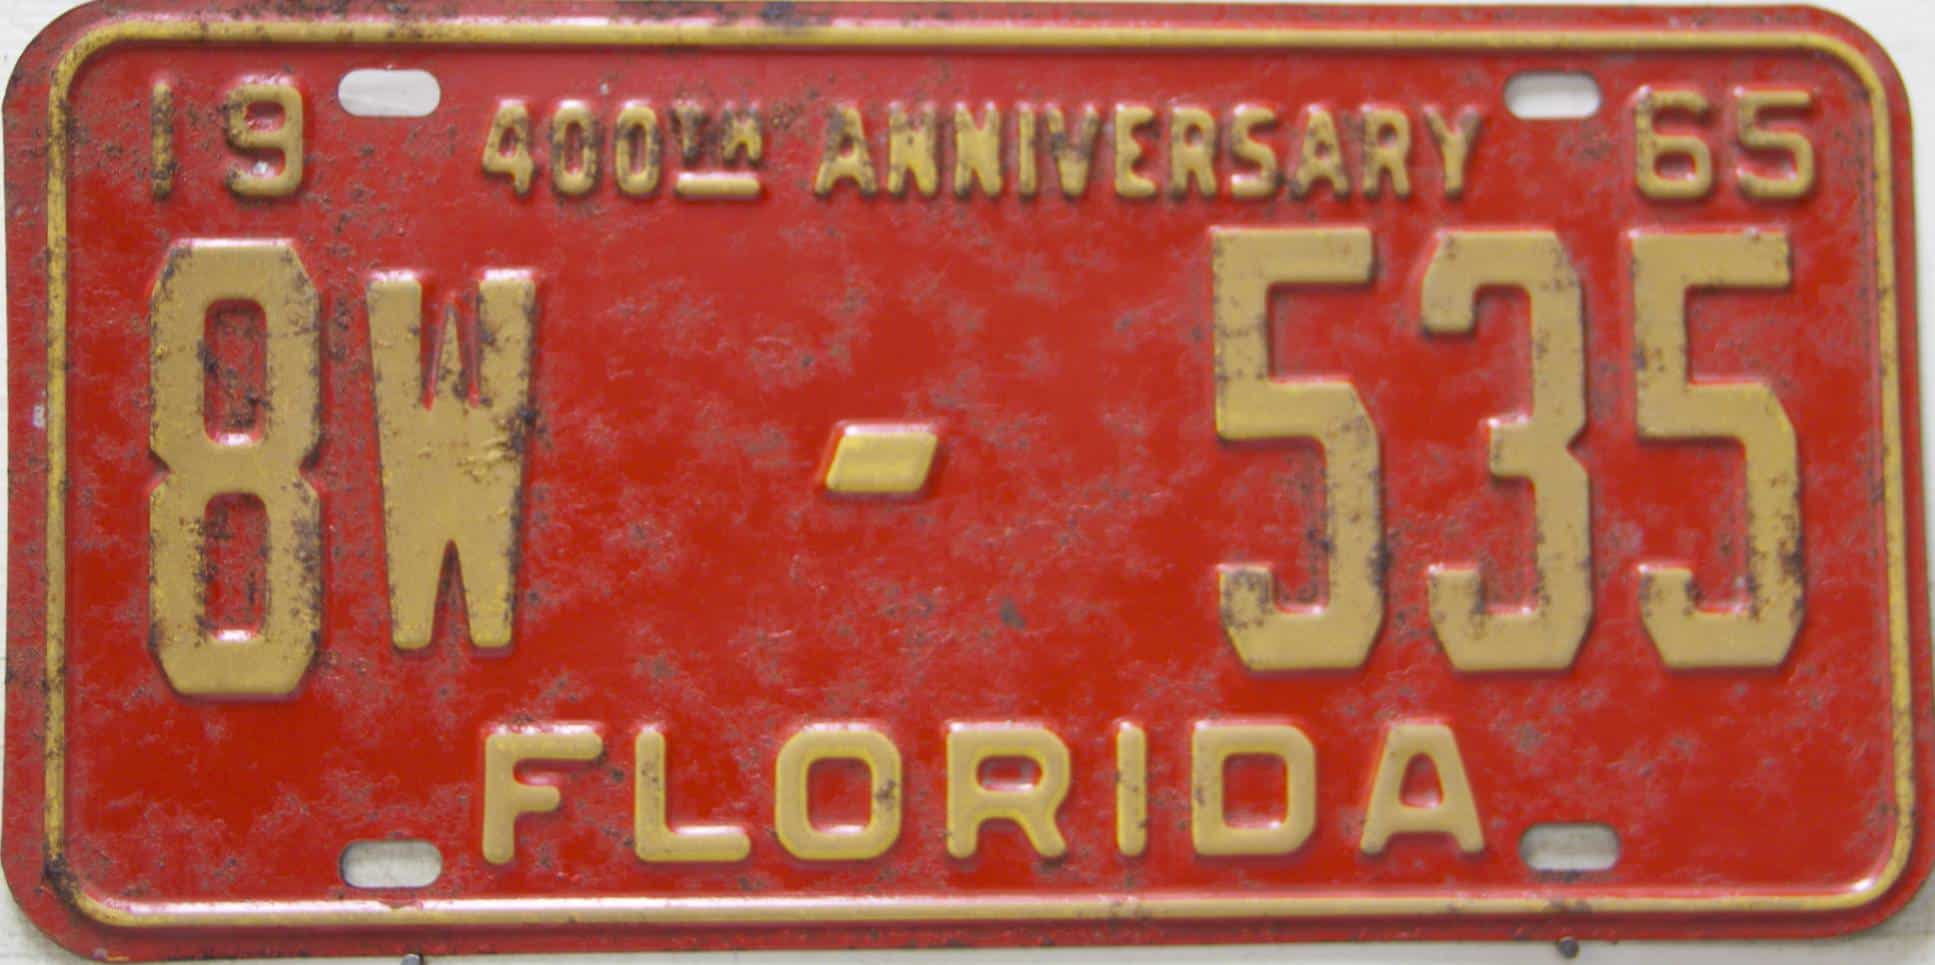 19 400TH ANNIVERSARY 65
8W - 535
FLORIDA